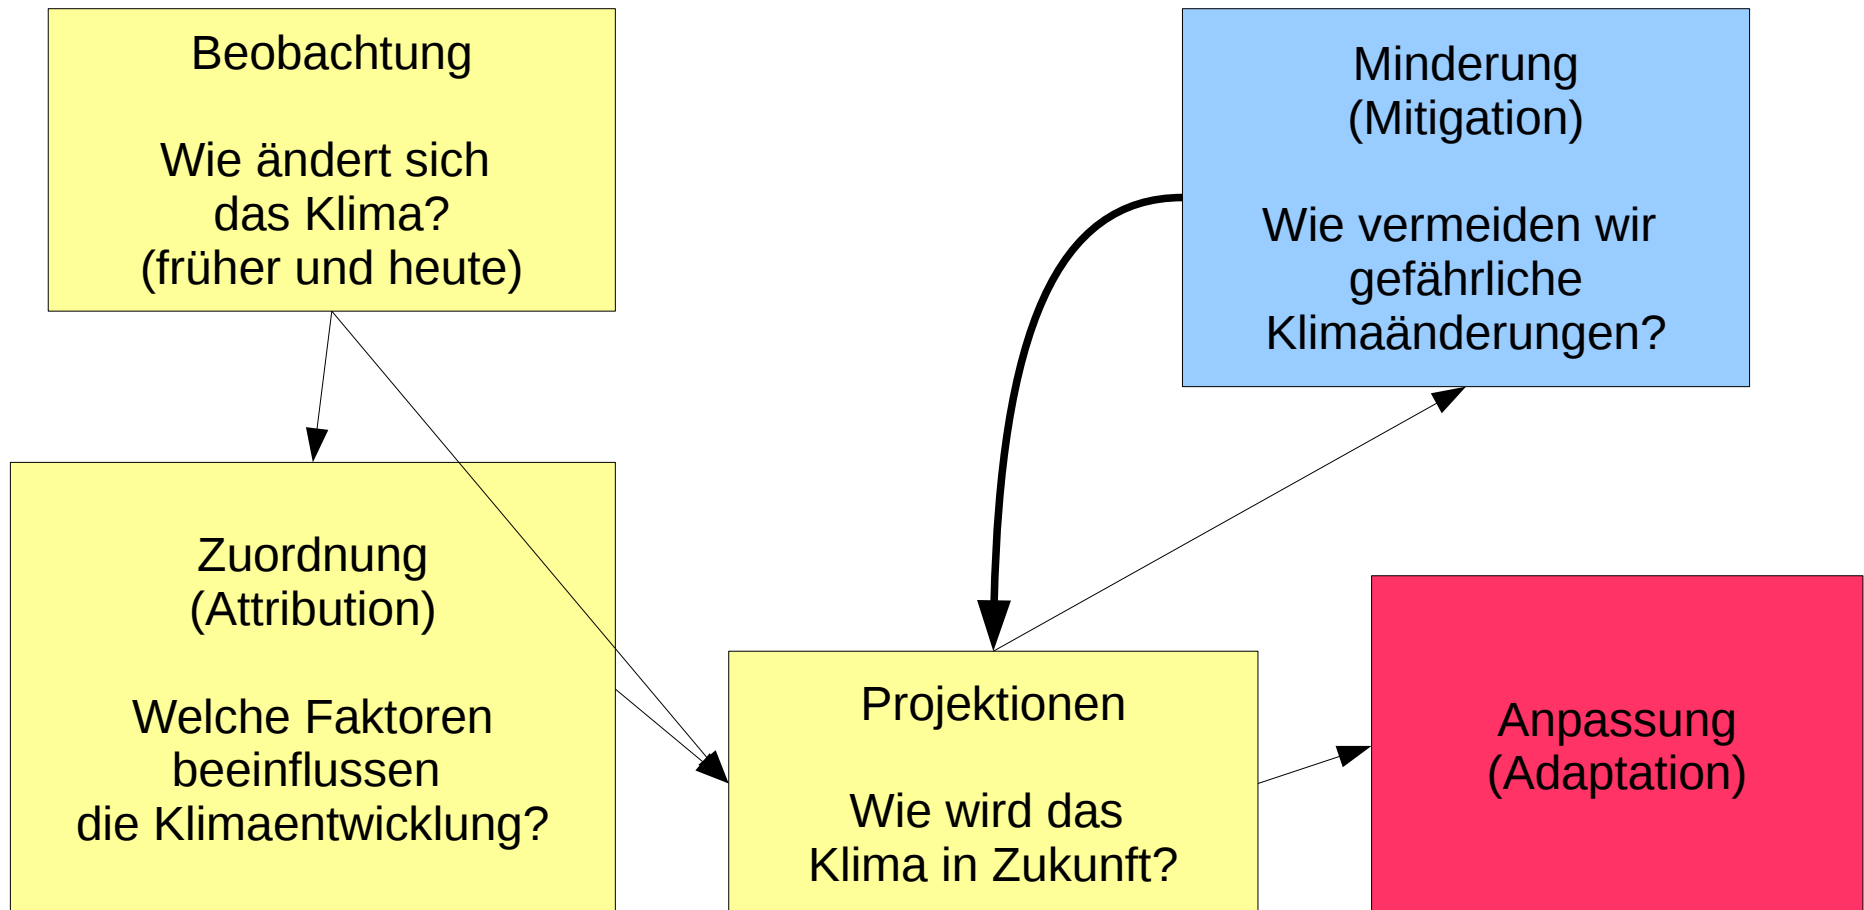 Beobachtung
Wie ändert sich
das Klima?
(früher und heute)
Minderung
(Mitigation)
Wie vermeiden wir
gefährliche
Klimaänderungen?
Zuordnung
(Attribution)
Welche Faktoren
beeinflussen
die Klimaentwicklung?
Projektionen
Wie wird das
Klima in Zukunft?
Anpassung
(Adaptation)